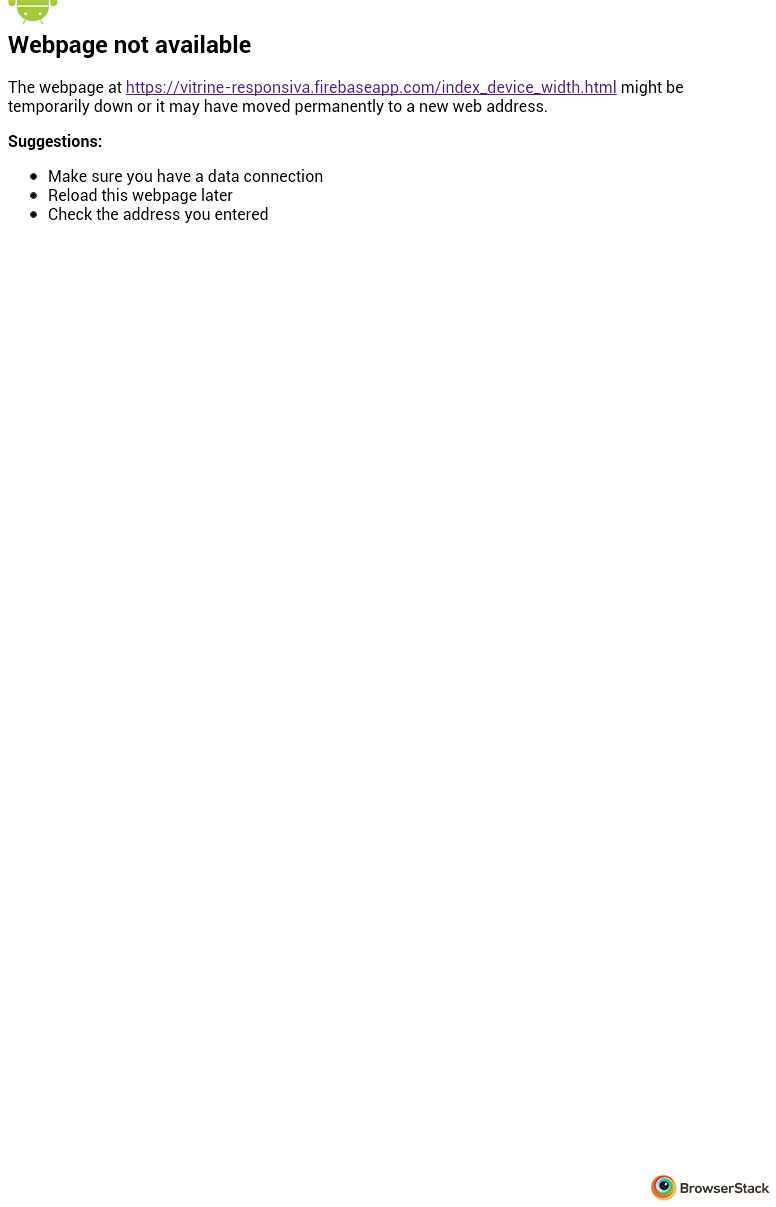 Webpage not available
The webpage at https://vitrine-responsiva.firebaseapp.com/index_device_width.html might be
temporarily down or it may have moved permanently to a new web address.
Suggestions:
Make sure you have a data connection
Reload this webpage later
Check the address you entered
BrowserStack